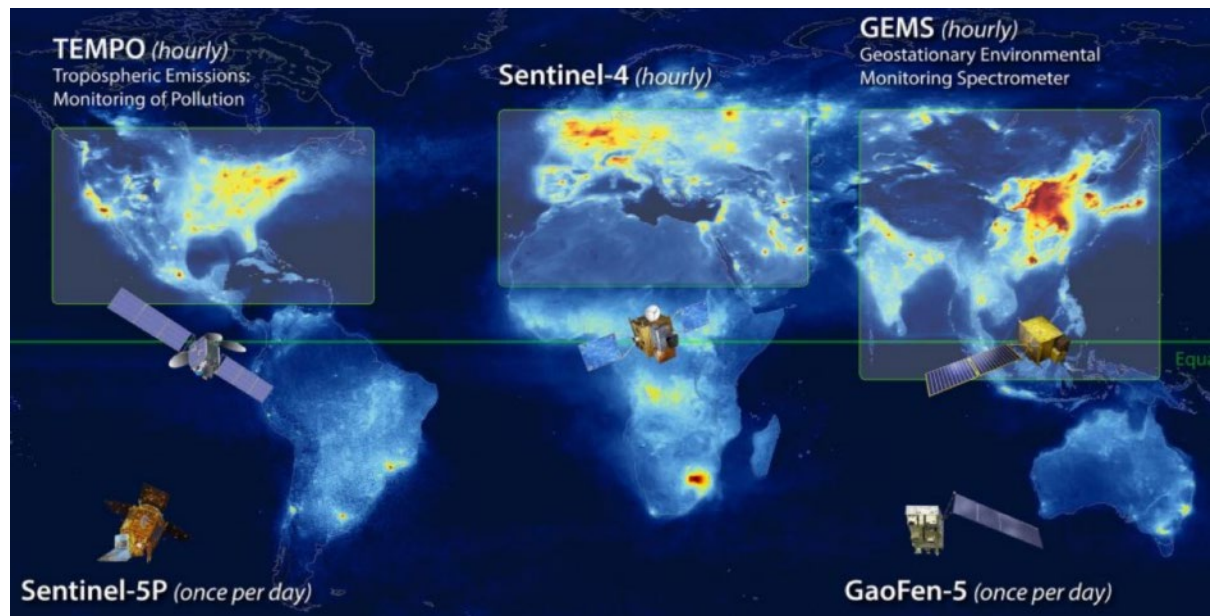 TEMPO (hourly)
Tropospheric Emissions:
Monitoring of Pollution
Sentinel-4 (hourly)
GEMS (hourly)
Geostationary Environmental
Monitoring Spectrometer
Equa
Sentinel-5P (once per day)
GaoFen-5 (once per day)